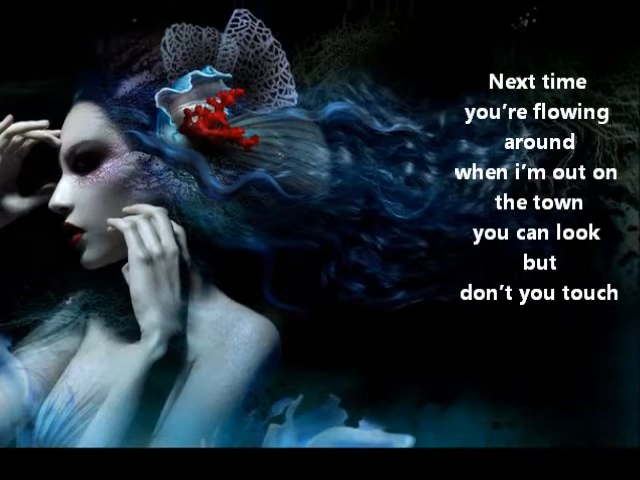 Next time
you're flowing
around
when i'm out on
the town
you can look
but
don't you touch